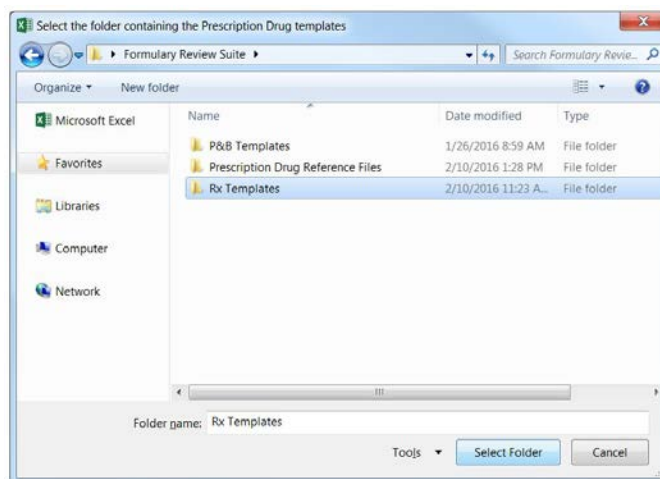 Select the folder containing the Prescription Drug templates
Formulary Review Suite
Search Formulary Revie...
Organize
New folder
Name
Date modified
Type
Microsoft Excel
Favorites
Libraries
Computer
Network
P&B Templates 1/26/2016 8:59 AM File folder
Prescription Drug Reference Files 2/10/2016 1:28 PM File folder
Rx Templates 2/10/2016 11:23 A... File folder
Folder name: Rx Templates
Tools
Select Folder
Cancel